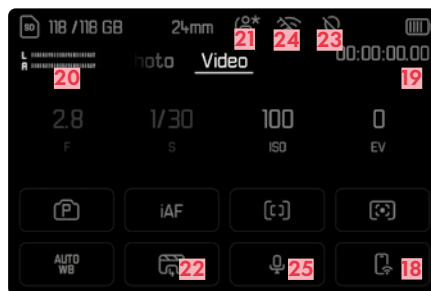 SD 118 /118 GB 24mm 21 24 23
L R 20 hoto Video 00:00:00.00 19
2.8 1/30 100 0
F S ISO EV
P iAF
AUTO WB 22 25 18